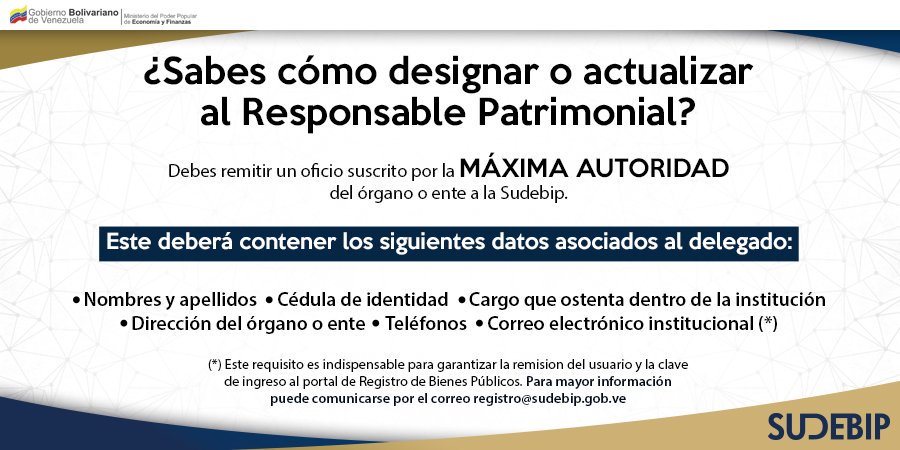 Gobierno Bolivariano
de Venezuela
Ministerio del Poder Popular
de Economía y Finanzas
¿Sabes cómo designar o actualizar
al Responsable Patrimonial?
Debes remitir un oficio suscrito por la MÁXIMA AUTORIDAD
del órgano o ente a la Sudebip.
Este deberá contener los siguientes datos asociados al delegado:
• Nombres y apellidos • Cédula de identidad • Cargo que ostenta dentro de la institución
• Dirección del órgano o ente • Teléfonos • Correo electrónico institucional (*)
(*) Este requisito es indispensable para garantizar la remision del usuario y la clave
de ingreso al portal de Registro de Bienes Públicos. Para mayor información
puede comunicarse por el correo registro@sudebip.gob.ve
SUDEBIP